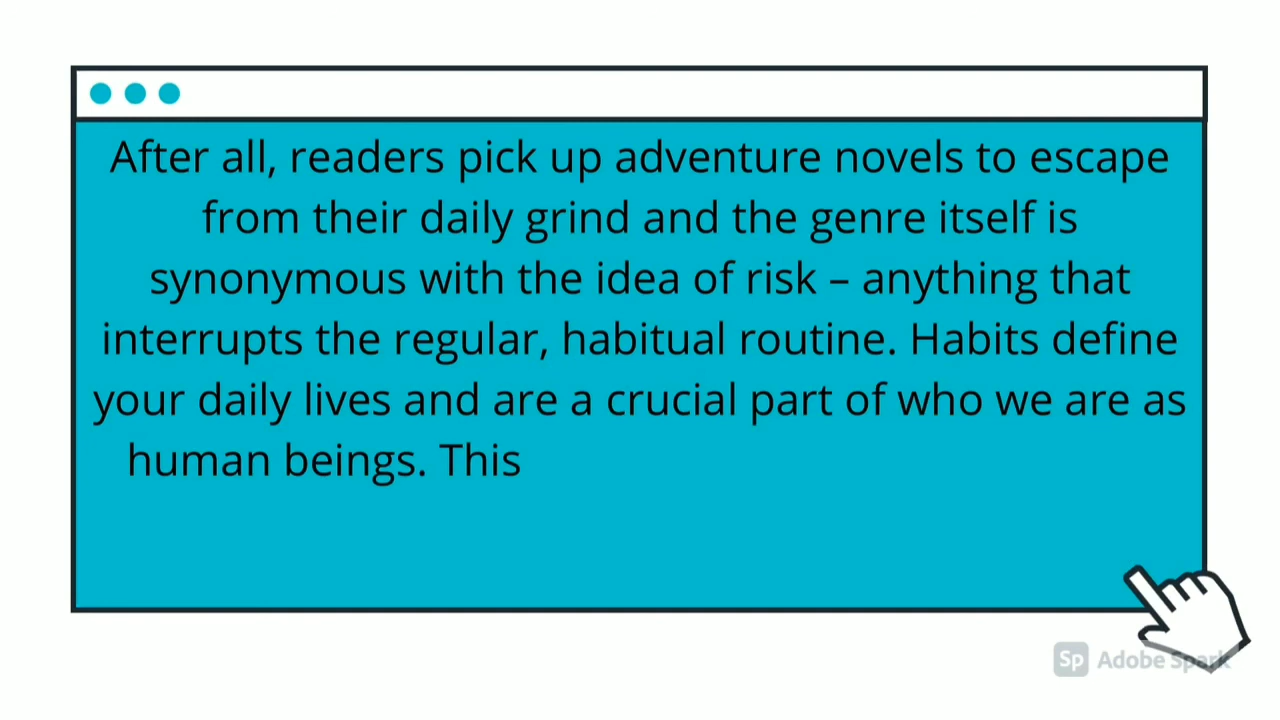 After all, readers pick up adventure novels to escape
from their daily grind and the genre itself is
synonymous with the idea of risk – anything that
interrupts the regular, habitual routine. Habits define
your daily lives and are a crucial part of who we are as
human beings. This
Sp Adobe Spark